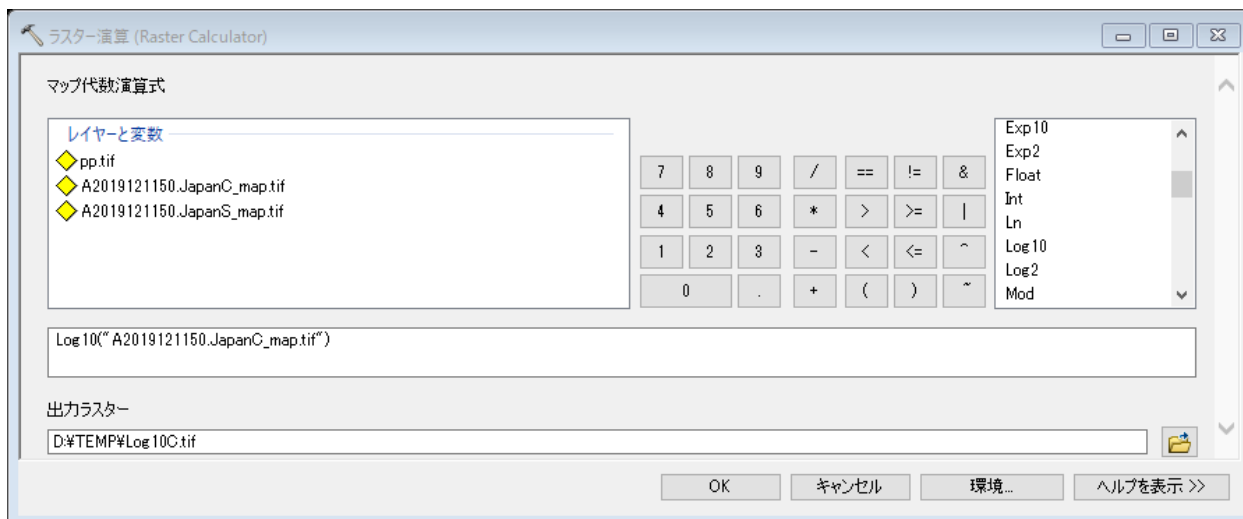 ラスター演算 (Raster Calculator)
マップ代数演算式
レイヤーと変数
pp.tif
A2019121150.JapanC_map.tif
A2019121150.JapanS_map.tif
7 8 9 / == != &
4 5 6 * > >= |
1 2 3 - < <= ^
0 . + ( ) ~
Exp10
Exp2
Float
Int
Ln
Log10
Log2
Mod
Log10("A2019121150.JapanC_map.tif")
出力ラスター
D:¥TEMP¥Log10C.tif
OK キャンセル 環境... ヘルプを表示 >>